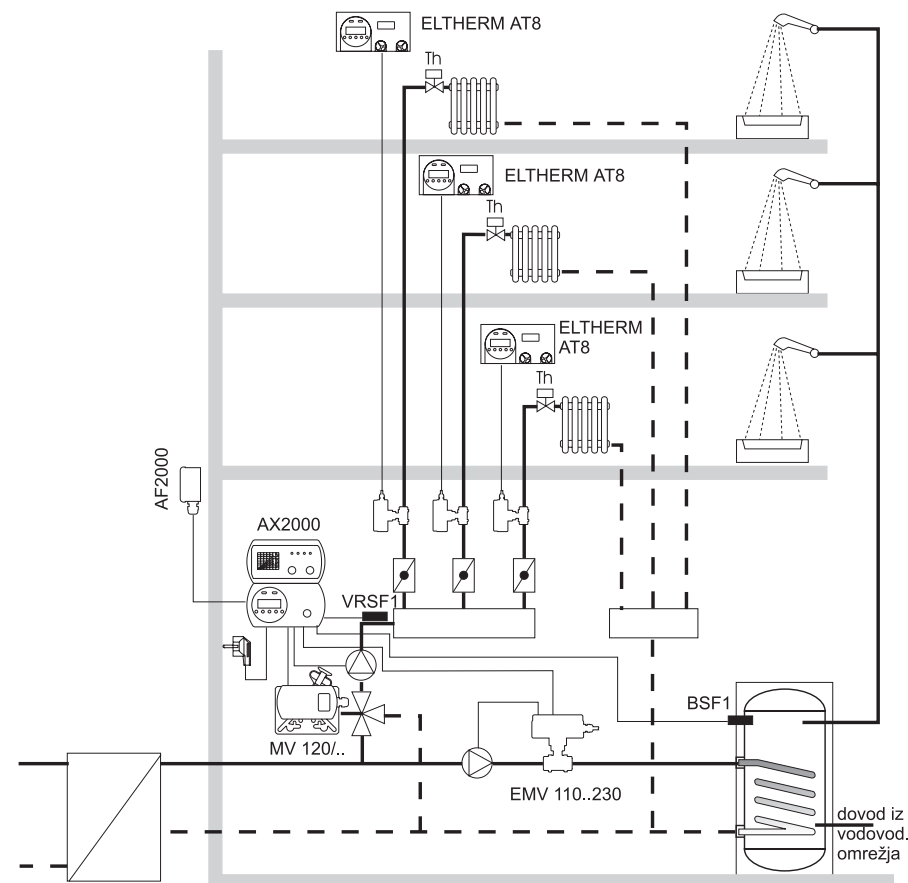 ELTHERM AT8
Th
ELTHERM AT8
Th
ELTHERM
AT8
Th
AF2000
AX2000
VRSF1
BSF1
MV 120/..
EMV 110..230
dovod iz
vodovod.
omrežja